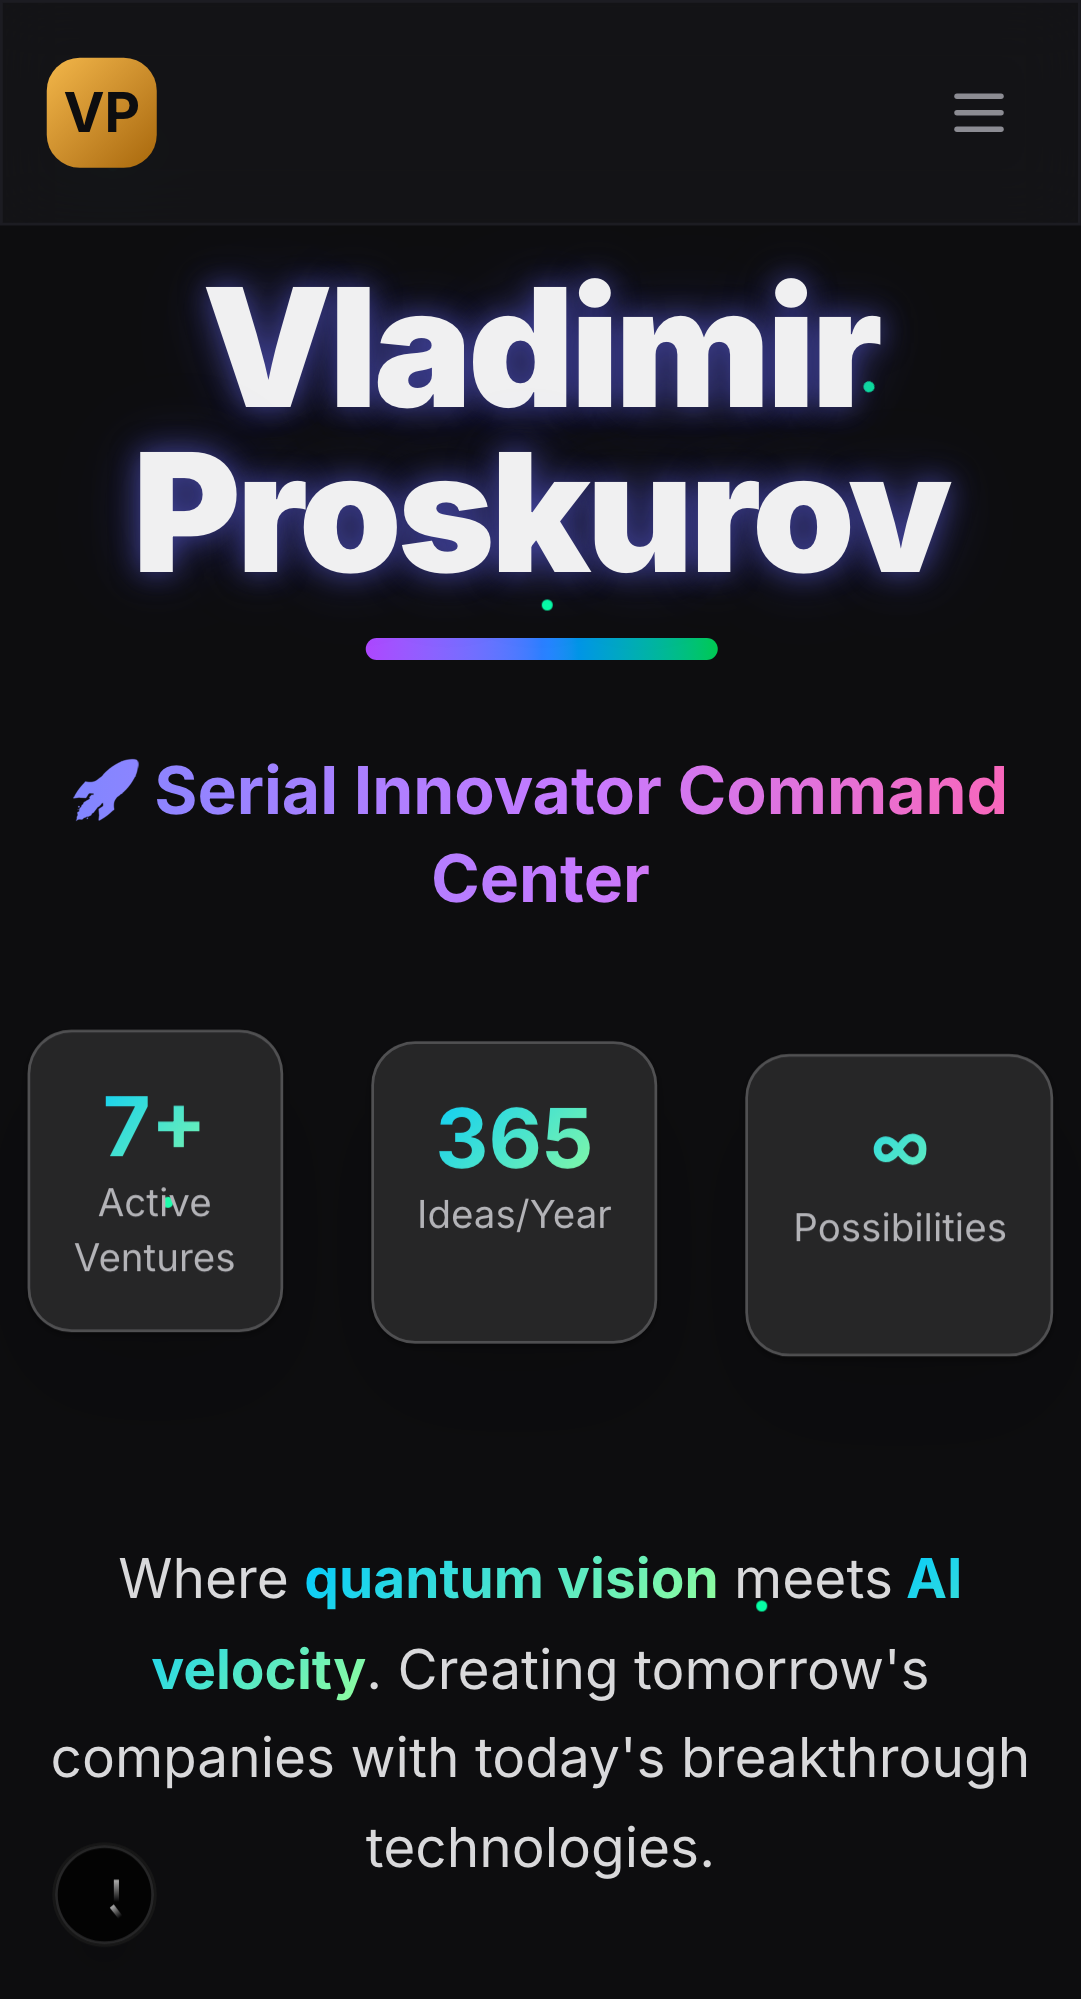 VP
Vladimir
Proskurov
🚀 Serial Innovator Command
Center
7+
Active
Ventures
365
Ideas/Year
∞
Possibilities
Where quantum vision meets AI
velocity. Creating tomorrow's
companies with today's breakthrough
technologies.